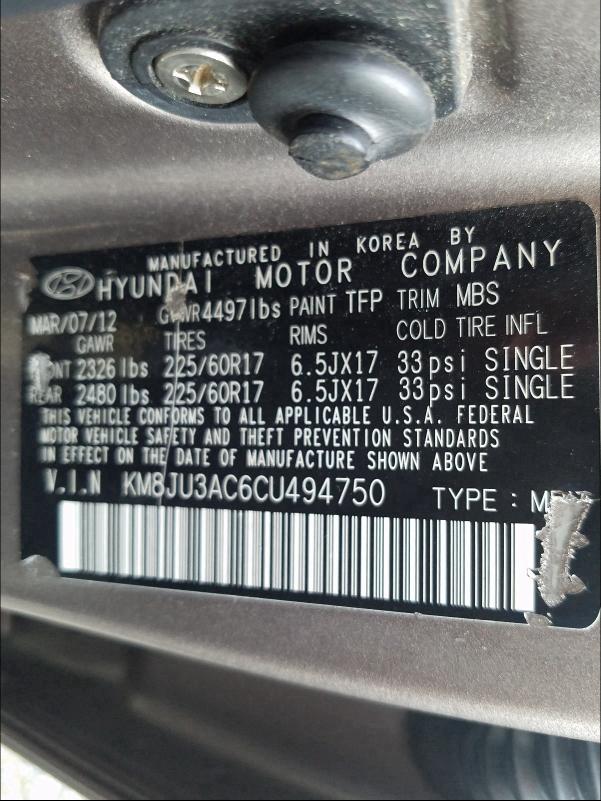 MANUFACTURED IN KOREA BY
HYUNDAI MOTOR COMPANY
MAR/07/12 GVWR 4497lbs PAINT TFP TRIM MBS
GAWR TIRES RIMS COLD TIRE INFL
FRONT 2326 lbs 225/60R17 6.5JX17 33psi SINGLE
REAR 2480 lbs 225/60R17 6.5JX17 33psi SINGLE
THIS VEHICLE CONFORMS TO ALL APPLICABLE U.S.A. FEDERAL
MOTOR VEHICLE SAFETY AND THEFT PREVENTION STANDARDS
IN EFFECT ON THE DATE OF MANUFACTURE SHOWN ABOVE
V.I.N KM8JU3AC6CU494750 TYPE :